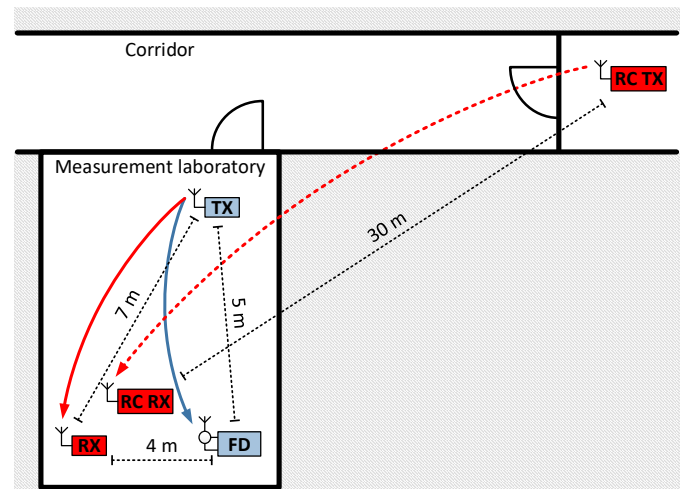 Corridor
RC TX
Measurement laboratory
TX
30 m
7 m
5 m
RC RX
RX
4 m
FD